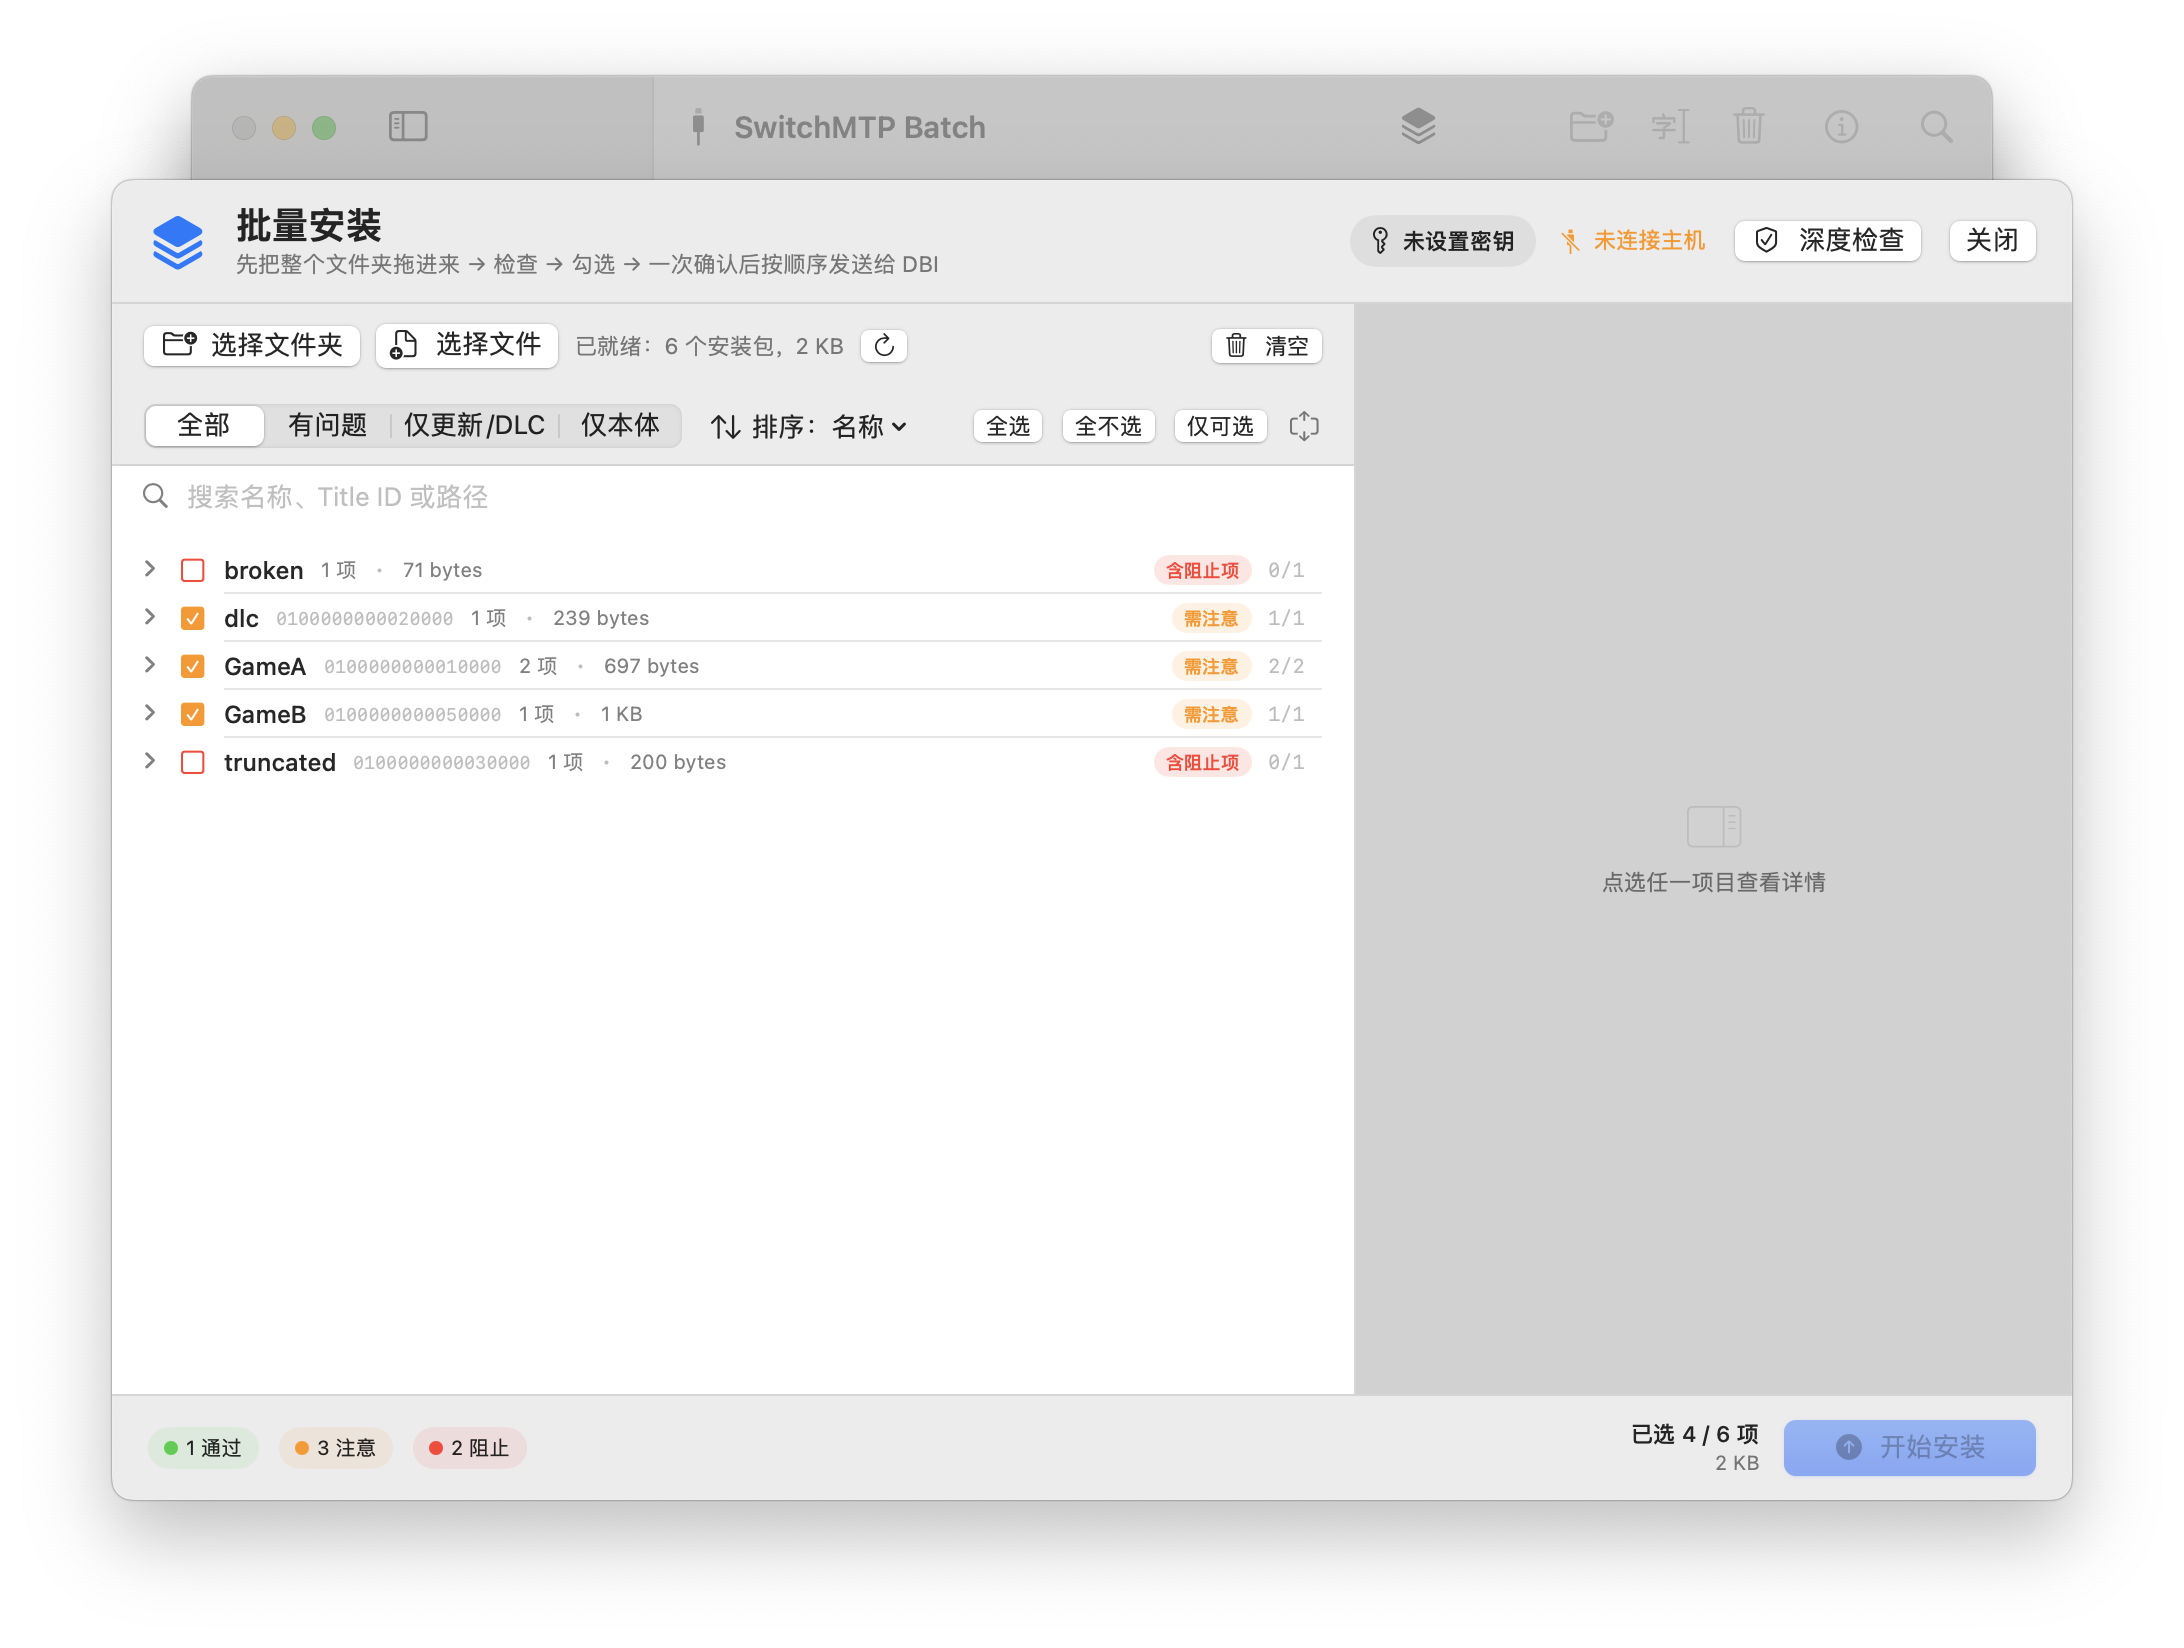 SwitchMTP Batch
字
批量安装
先把整个文件夹拖进来 → 检查 → 勾选 → 一次确认后按顺序发送给 DBI
未设置密钥
未连接主机
深度检查
关闭
选择文件夹
选择文件
已就绪：6 个安装包，2 KB
清空
全部
有问题
仅更新/DLC
仅本体
排序：名称
全选
全不选
仅可选
搜索名称、Title ID 或路径
broken 1 项 • 71 bytes 含阻止项 0/1
dlc 0100000000020000 1 项 • 239 bytes 需注意 1/1
GameA 0100000000010000 2 项 • 697 bytes 需注意 2/2
GameB 0100000000050000 1 项 • 1 KB 需注意 1/1
truncated 0100000000030000 1 项 • 200 bytes 含阻止项 0/1
点选任一项目查看详情
1 通过
3 注意
2 阻止
已选 4 / 6 项
2 KB
开始安装